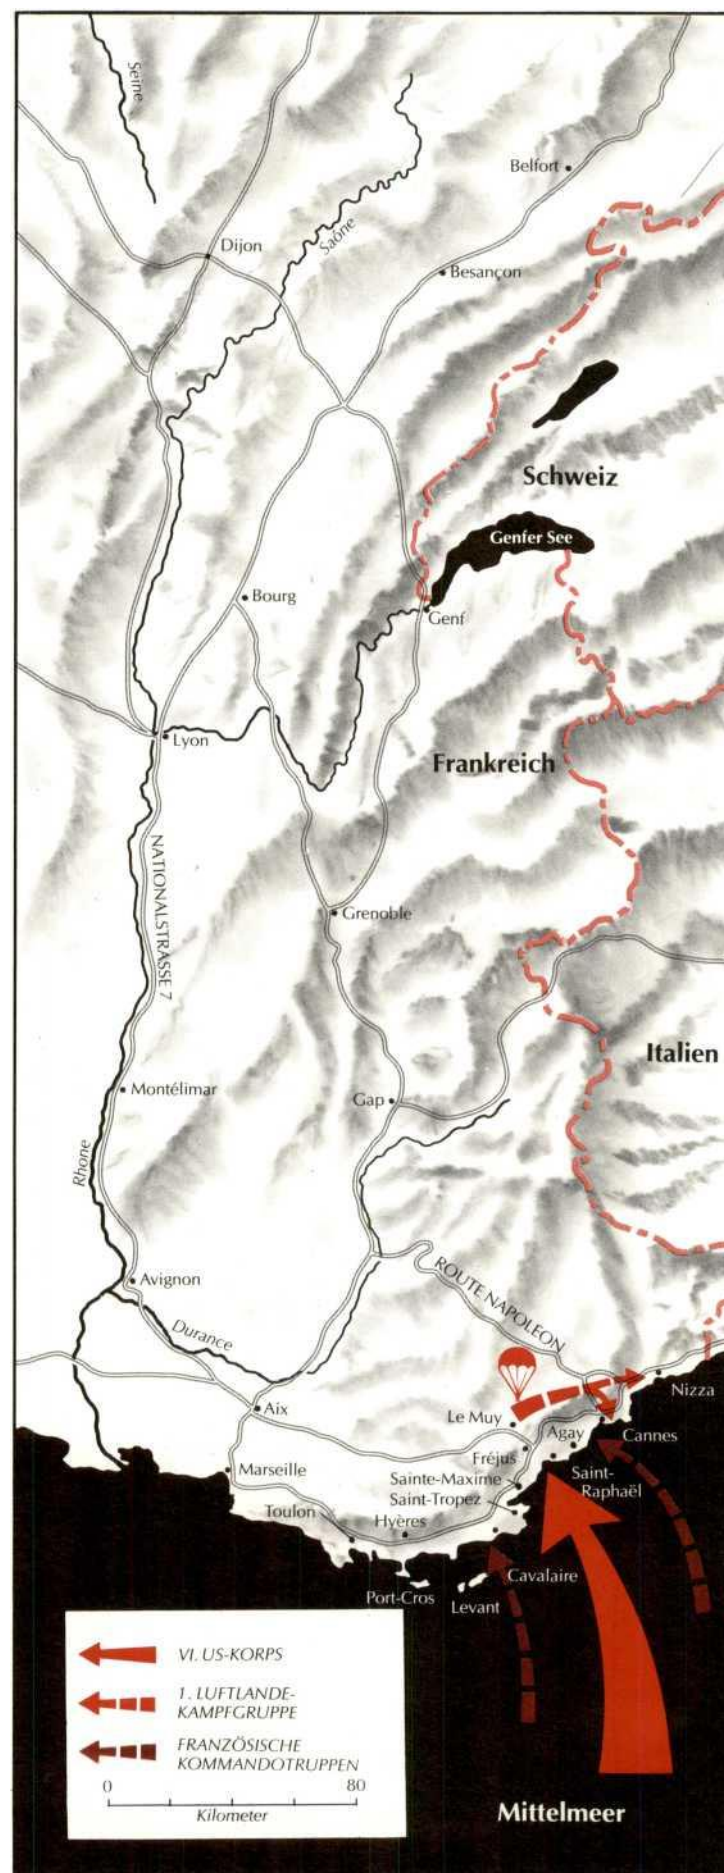 Seine
Belfort
Dijon
Saône
Besançon
Schweiz
Genfer See
Bourg
Genf
Lyon
Frankreich
NATIONALSTRASSE 7
Grenoble
Italien
Montélimar
Gap
Rhone
Avignon
ROUTE NAPOLEON
Durance
Nizza
Aix
Le Muy
Agay
Cannes
Fréjus
Marseille
Sainte-Maxime
Saint-
Raphaël
Saint-Tropez
Toulon
Hyères
Cavalaire
Port-Cros
Levant
VI. US-KORPS
1. LUFTLANDE-
KAMPFGRUPPE
FRANZÖSISCHE
KOMMANDOTRUPPEN
0 80
Kilometer
Mittelmeer